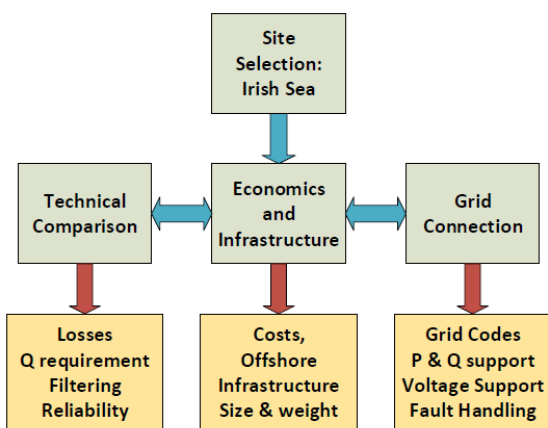 Site
Selection:
Irish Sea
Technical
Comparison
Economics
and
Infrastructure
Grid
Connection
Losses
Q requirement
Filtering
Reliability
Costs,
Offshore
Infrastructure
Size & weight
Grid Codes
P & Q support
Voltage Support
Fault Handling